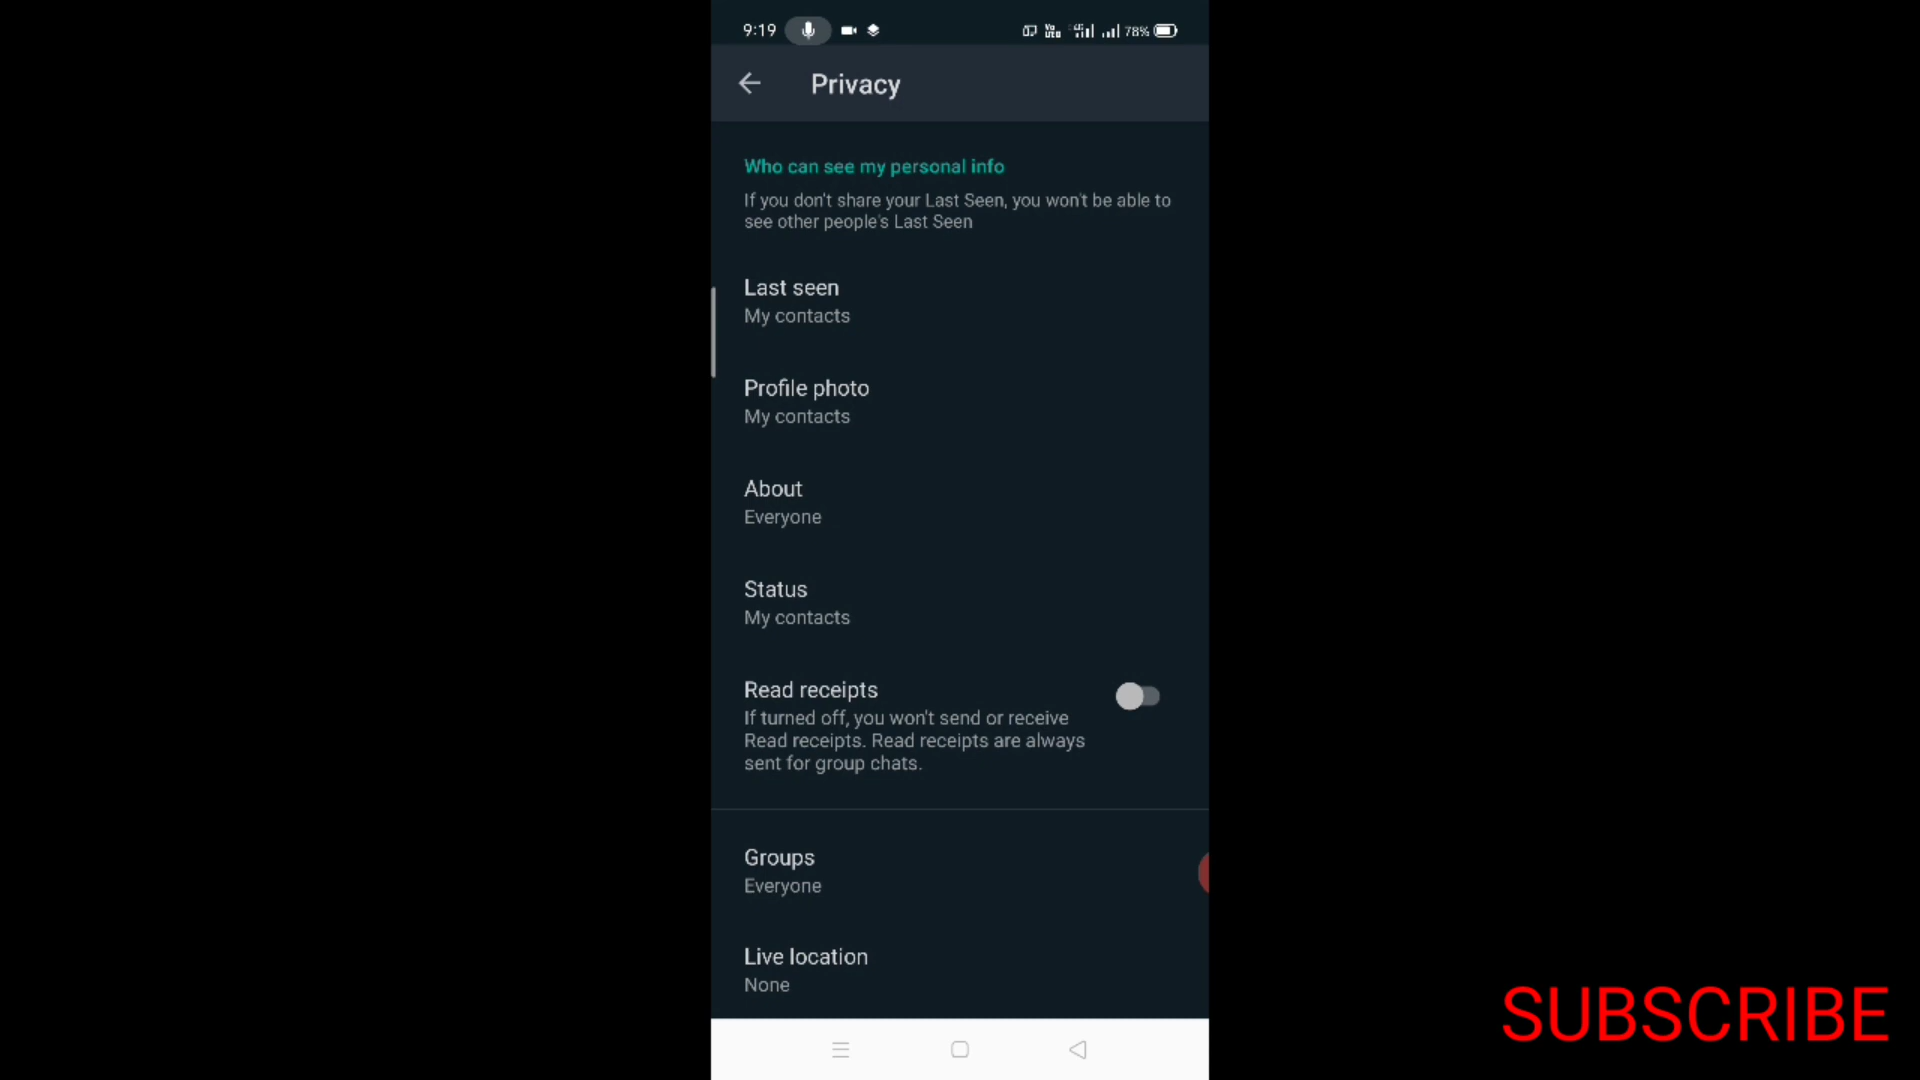 9:19
78%
Privacy
Who can see my personal info
If you don't share your Last Seen, you won't be able to
see other people's Last Seen
Last seen
My contacts
Profile photo
My contacts
About
Everyone
Status
My contacts
Read receipts
If turned off, you won't send or receive
Read receipts. Read receipts are always
sent for group chats.
Groups
Everyone
Live location
None
SUBSCRIBE